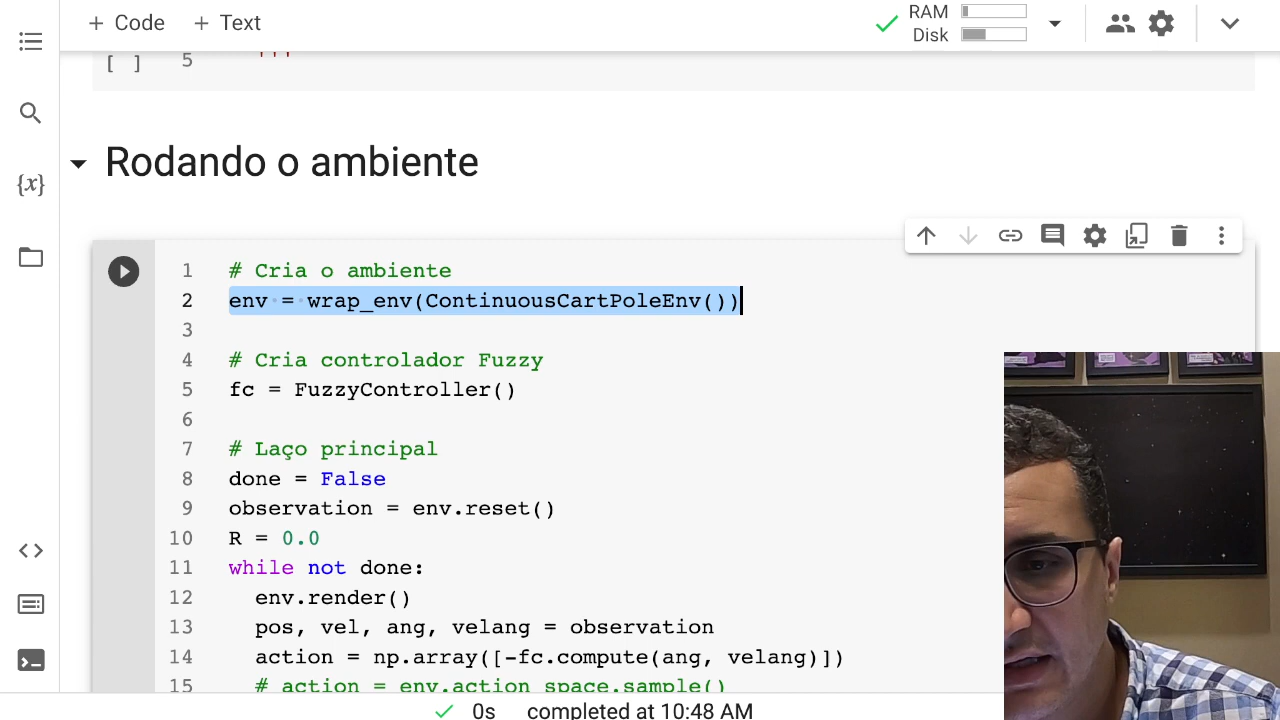 + Code + Text
RAM
Disk
[ ] 5 '''
{x}
Rodando o ambiente
1 # Cria o ambiente
2 env = wrap_env(ContinuousCartPoleEnv())
3
4 # Cria controlador Fuzzy
5 fc = FuzzyController()
6
7 # Laço principal
8 done = False
9 observation = env.reset()
10 R = 0.0
11 while not done:
12 env.render()
13 pos, vel, ang, velang = observation
14 action = np.array([-fc.compute(ang, velang)])
15 # action = env.action_space.sample()
0s completed at 10:48 AM